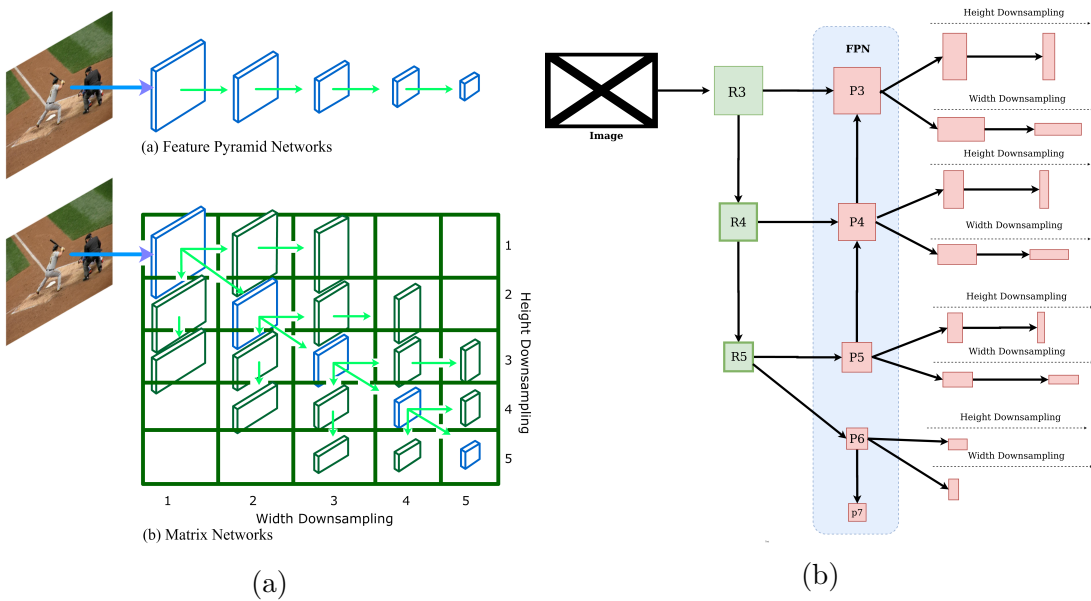 (a) Feature Pyramid Networks
1
2
3
4
5
Height Downsampling
1 2 3 4 5
Width Downsampling
(b) Matrix Networks
(a)
Image
R3
R4
R5
FPN
P3
P4
P5
P6
p7
Height Downsampling
Width Downsampling
Height Downsampling
Width Downsampling
Height Downsampling
Width Downsampling
Height Downsampling
Width Downsampling
(b)